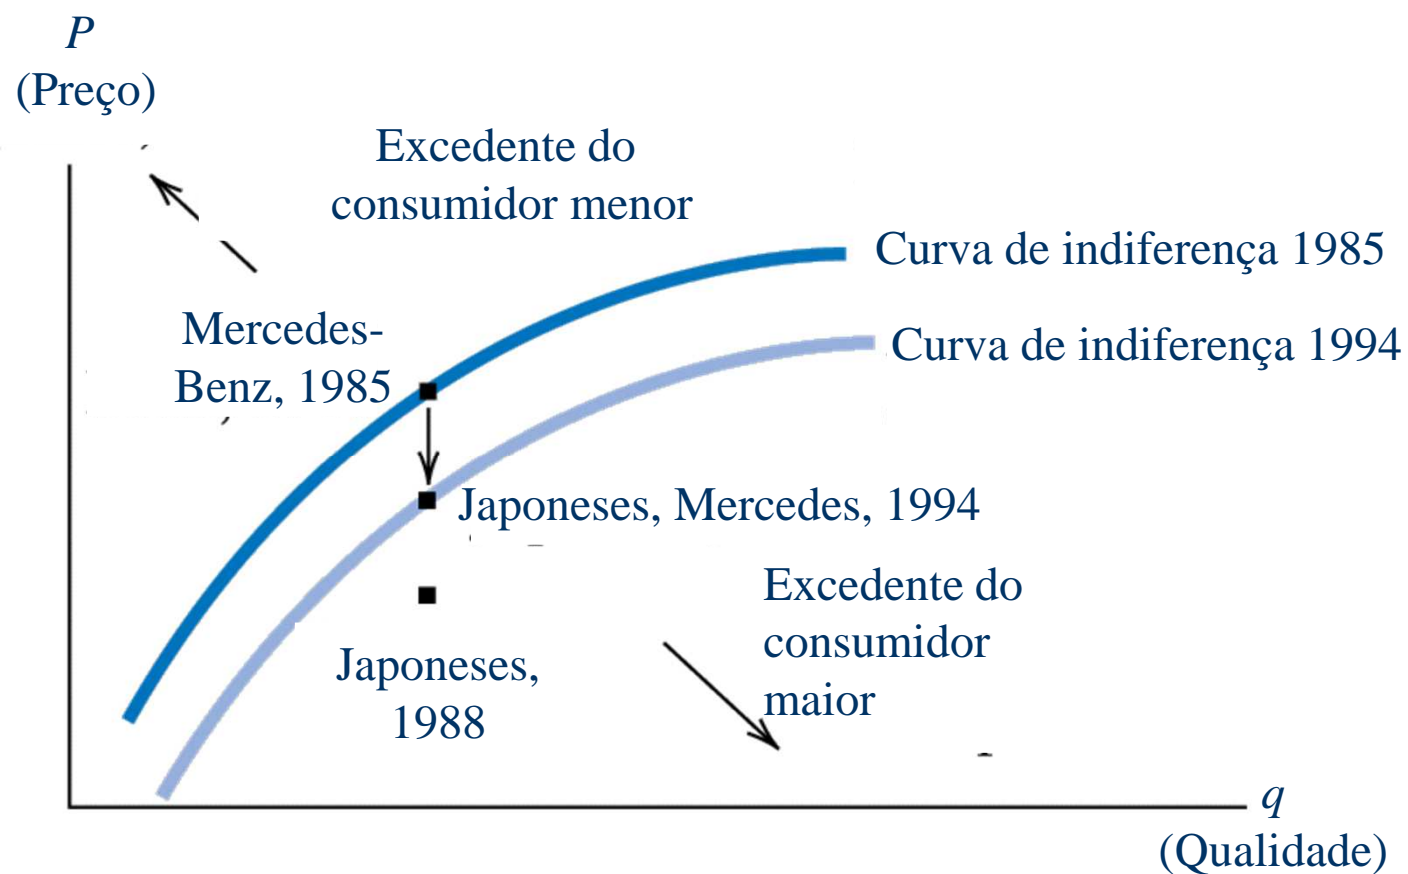 P
(Preço)
Excedente do
consumidor menor
Curva de indiferença 1985
Mercedes-
Benz, 1985
Curva de indiferença 1994
Japoneses, Mercedes, 1994
Excedente do
consumidor
maior
Japoneses,
1988
q
(Qualidade)